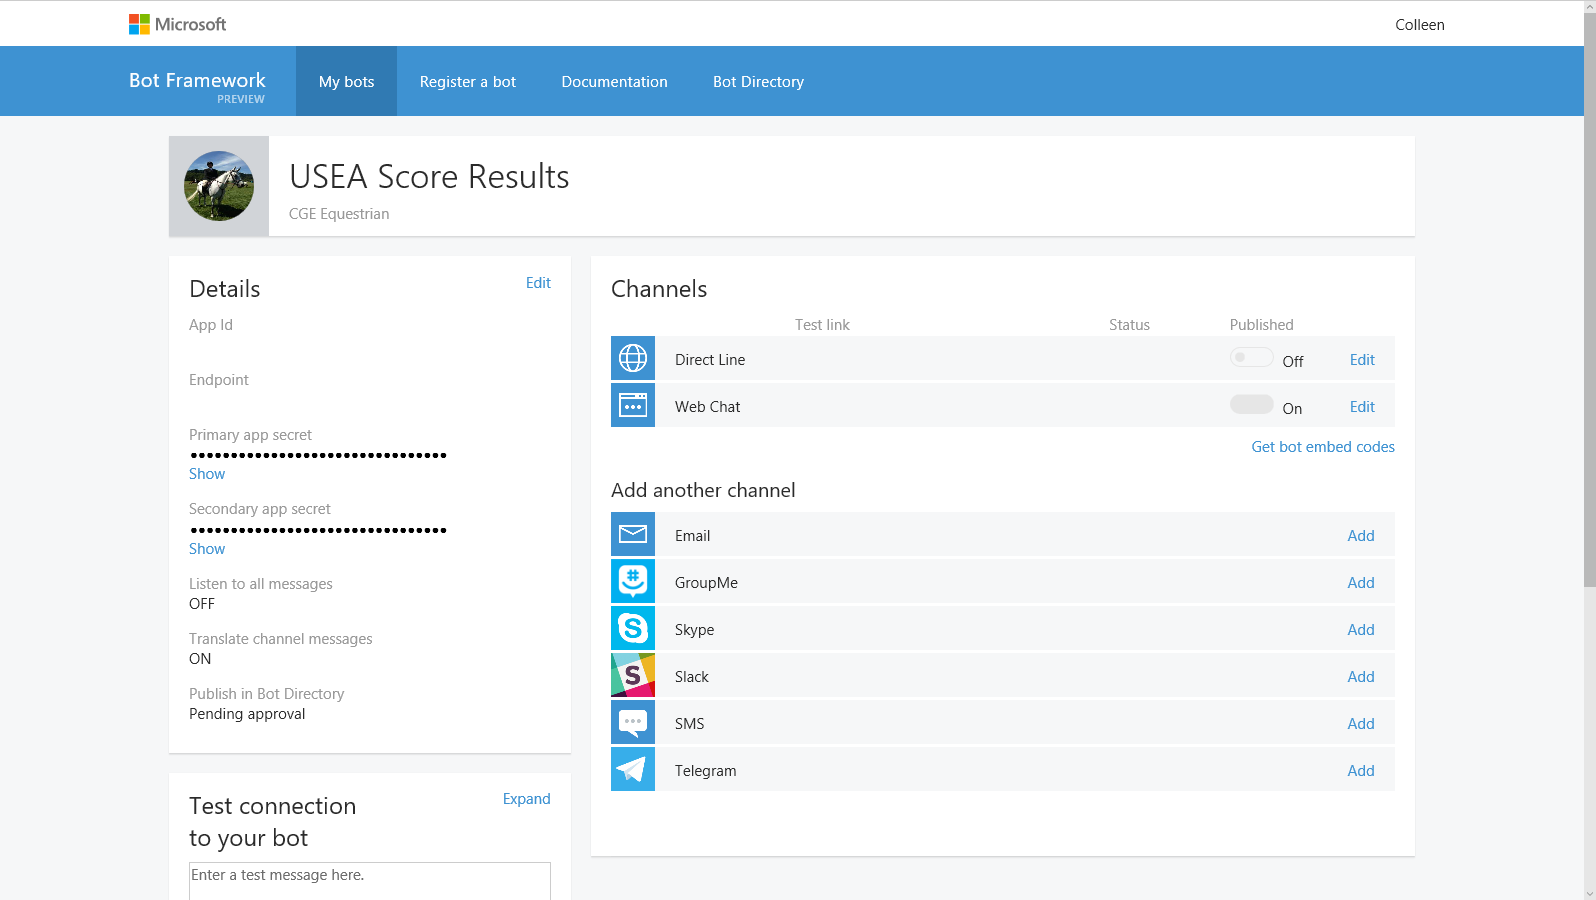 Microsoft
Colleen
Bot Framework
PREVIEW
My bots
Register a bot
Documentation
Bot Directory
USEA Score Results
CGE Equestrian
Details
Edit
App Id
Endpoint
Primary app secret
••••••••••••••••••••••••••••••••
Show
Secondary app secret
••••••••••••••••••••••••••••••••
Show
Listen to all messages
OFF
Translate channel messages
ON
Publish in Bot Directory
Pending approval
Test connection
to your bot
Expand
Enter a test message here.
Channels
Test link Status Published
Direct Line Off Edit
Web Chat On Edit
Get bot embed codes
Add another channel
Email Add
GroupMe Add
Skype Add
Slack Add
SMS Add
Telegram Add